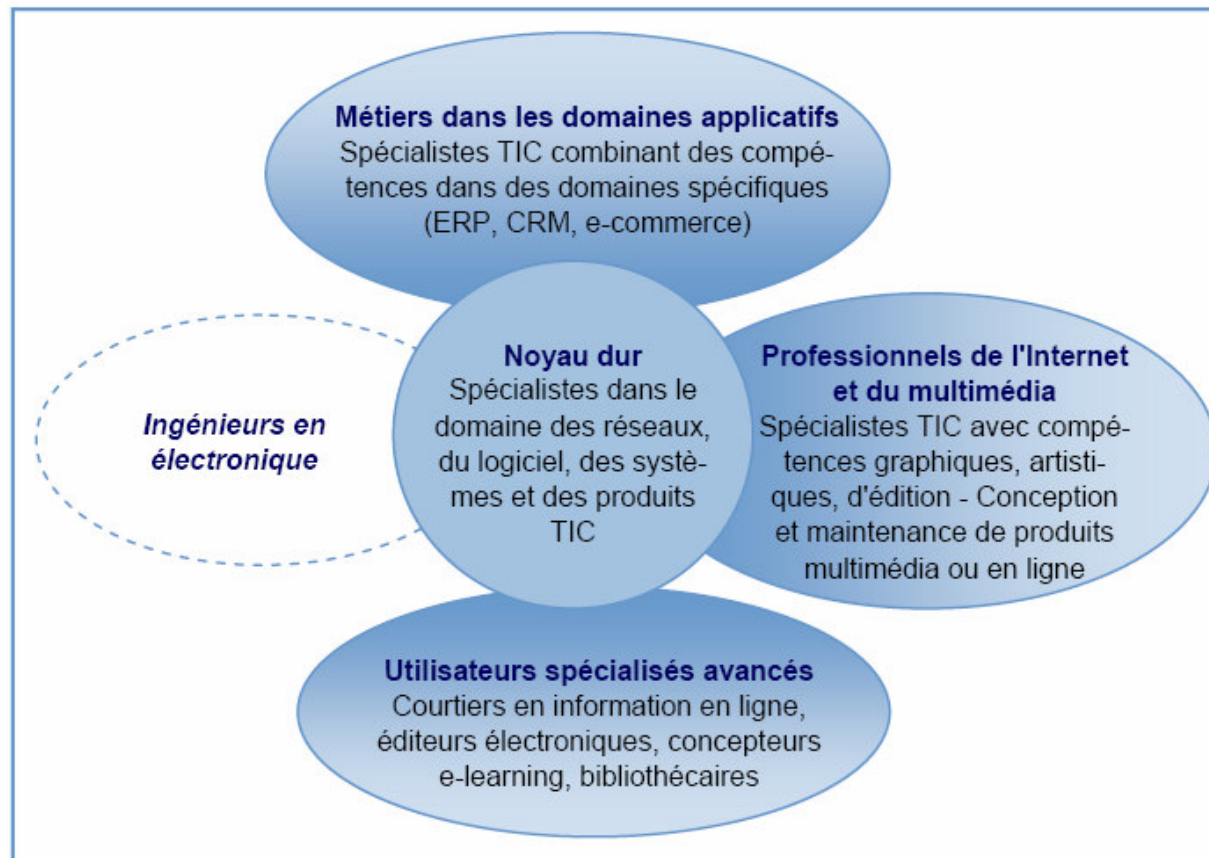 Métiers dans les domaines applicatifs
Spécialistes TIC combinant des compé-
tences dans des domaines spécifiques
(ERP, CRM, e-commerce)
Ingénieurs en
électronique
Noyau dur
Spécialistes dans le
domaine des réseaux,
du logiciel, des systè-
mes et des produits
TIC
Professionnels de l'Internet
et du multimédia
Spécialistes TIC avec compé-
tences graphiques, artisti-
ques, d'édition - Conception
et maintenance de produits
multimédia ou en ligne
Utilisateurs spécialisés avancés
Courtiers en information en ligne,
éditeurs électroniques, concepteurs
e-learning, bibliothécaires